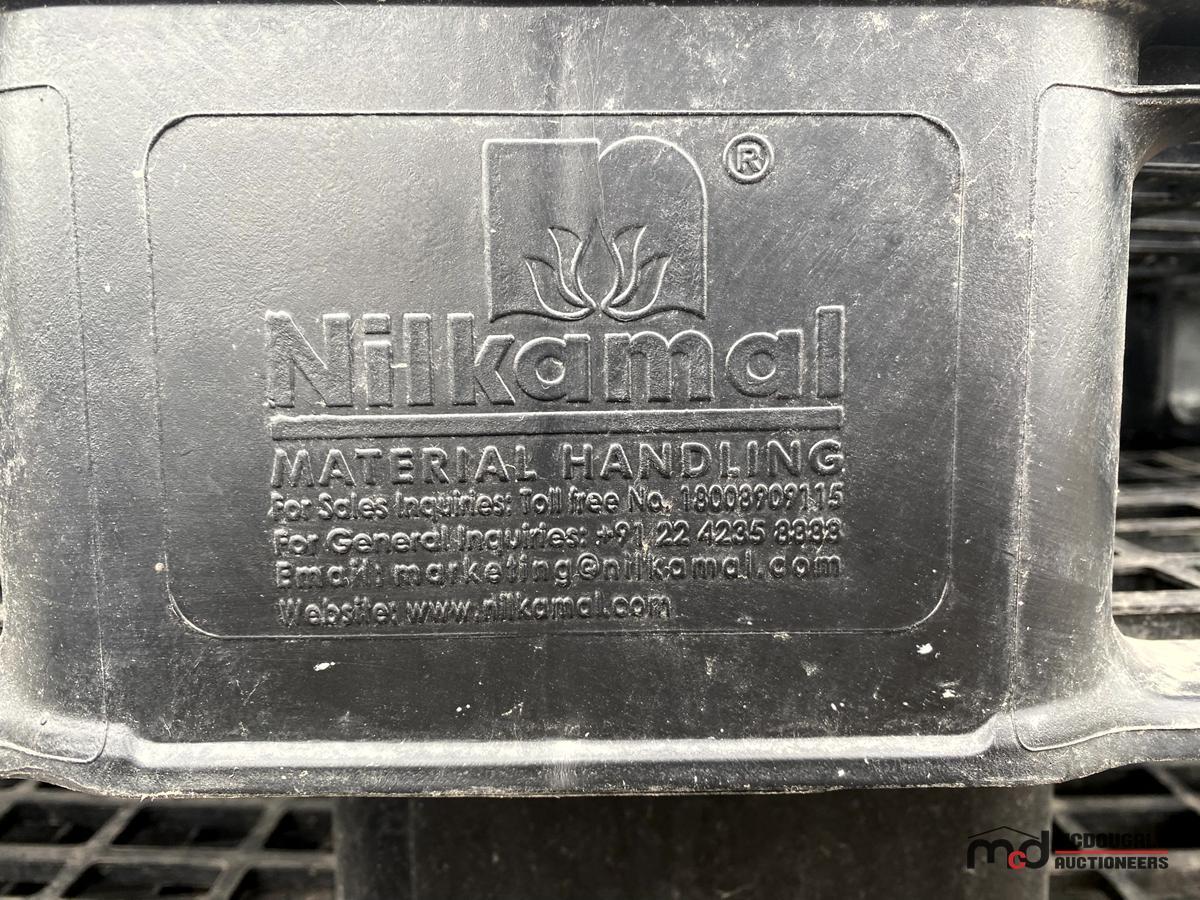 ®
Nilkamal
MATERIAL HANDLING
For Sales Inquiries: Toll free No. 18008909115
For General Inquiries: +91 22 4235 8888
Email: marketing@nilkamal.com
Website: www.nilkamal.com
mcd MCDOUGALL
AUCTIONEERS